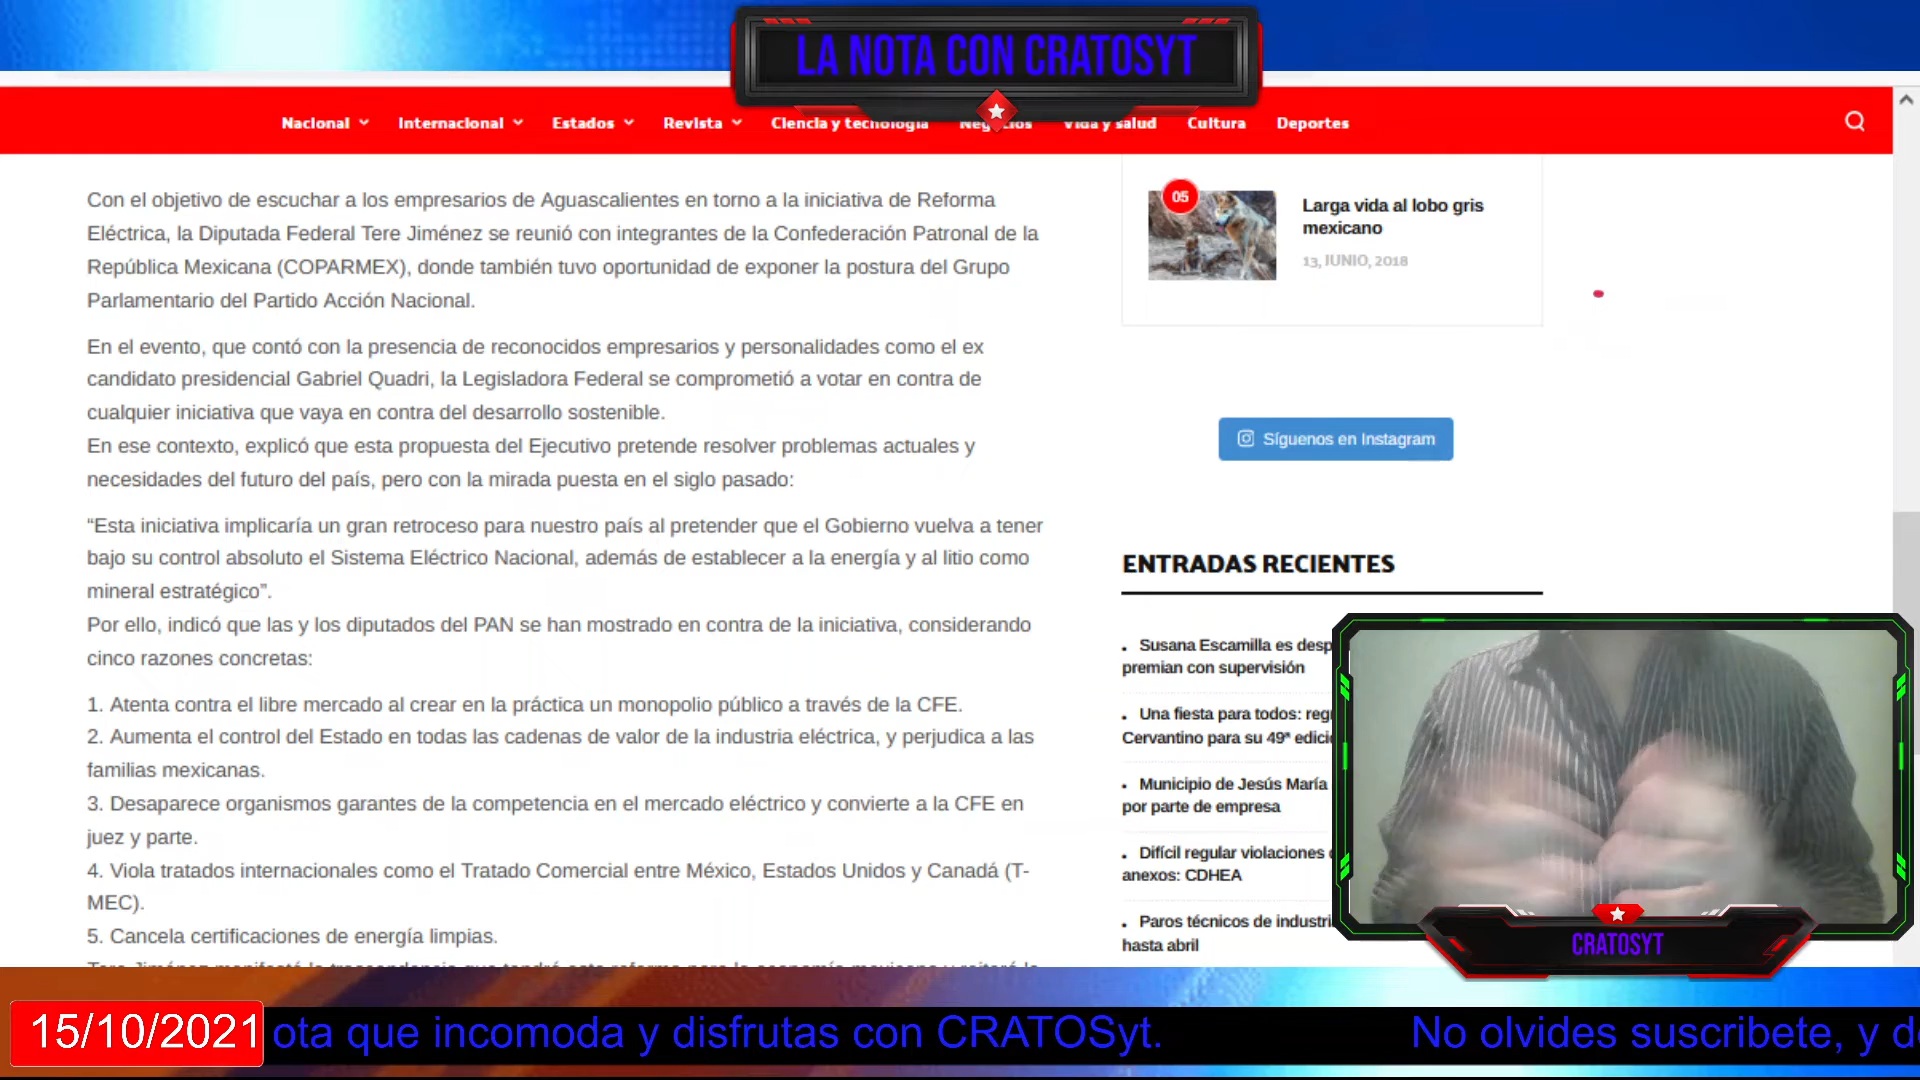 LA NOTA CON CRATOSYT
Nacional
Internacional
Estados
Revista
Ciencia y tecnología
Negocios
Vida y salud
Cultura
Deportes
Con el objetivo de escuchar a los empresarios de Aguascalientes en torno a la iniciativa de Reforma
Eléctrica, la Diputada Federal Tere Jiménez se reunió con integrantes de la Confederación Patronal de la
República Mexicana (COPARMEX), donde también tuvo oportunidad de exponer la postura del Grupo
Parlamentario del Partido Acción Nacional.
En el evento, que contó con la presencia de reconocidos empresarios y personalidades como el ex
candidato presidencial Gabriel Quadri, la Legisladora Federal se comprometió a votar en contra de
cualquier iniciativa que vaya en contra del desarrollo sostenible.
En ese contexto, explicó que esta propuesta del Ejecutivo pretende resolver problemas actuales y
necesidades del futuro del país, pero con la mirada puesta en el siglo pasado:
“Esta iniciativa implicaría un gran retroceso para nuestro país al pretender que el Gobierno vuelva a tener
bajo su control absoluto el Sistema Eléctrico Nacional, además de establecer a la energía y al litio como
mineral estratégico”.
Por ello, indicó que las y los diputados del PAN se han mostrado en contra de la iniciativa, considerando
cinco razones concretas:
1. Atenta contra el libre mercado al crear en la práctica un monopolio público a través de la CFE.
2. Aumenta el control del Estado en todas las cadenas de valor de la industria eléctrica, y perjudica a las
familias mexicanas.
3. Desaparece organismos garantes de la competencia en el mercado eléctrico y convierte a la CFE en
juez y parte.
4. Viola tratados internacionales como el Tratado Comercial entre México, Estados Unidos y Canadá (T-
MEC).
5. Cancela certificaciones de energía limpias.
05
Larga vida al lobo gris
mexicano
13, JUNIO, 2018
Síguenos en Instagram
ENTRADAS RECIENTES
• Susana Escamilla es desp
premian con supervisión
• Una fiesta para todos: reg
Cervantino para su 49ª edici
• Municipio de Jesús María
por parte de empresa
• Difícil regular violaciones
anexos: CDHEA
• Paros técnicos de industri
hasta abril
CRATOSYT
15/10/2021
ota que incomoda y disfrutas con CRATOSyt.
No olvides suscribete, y d